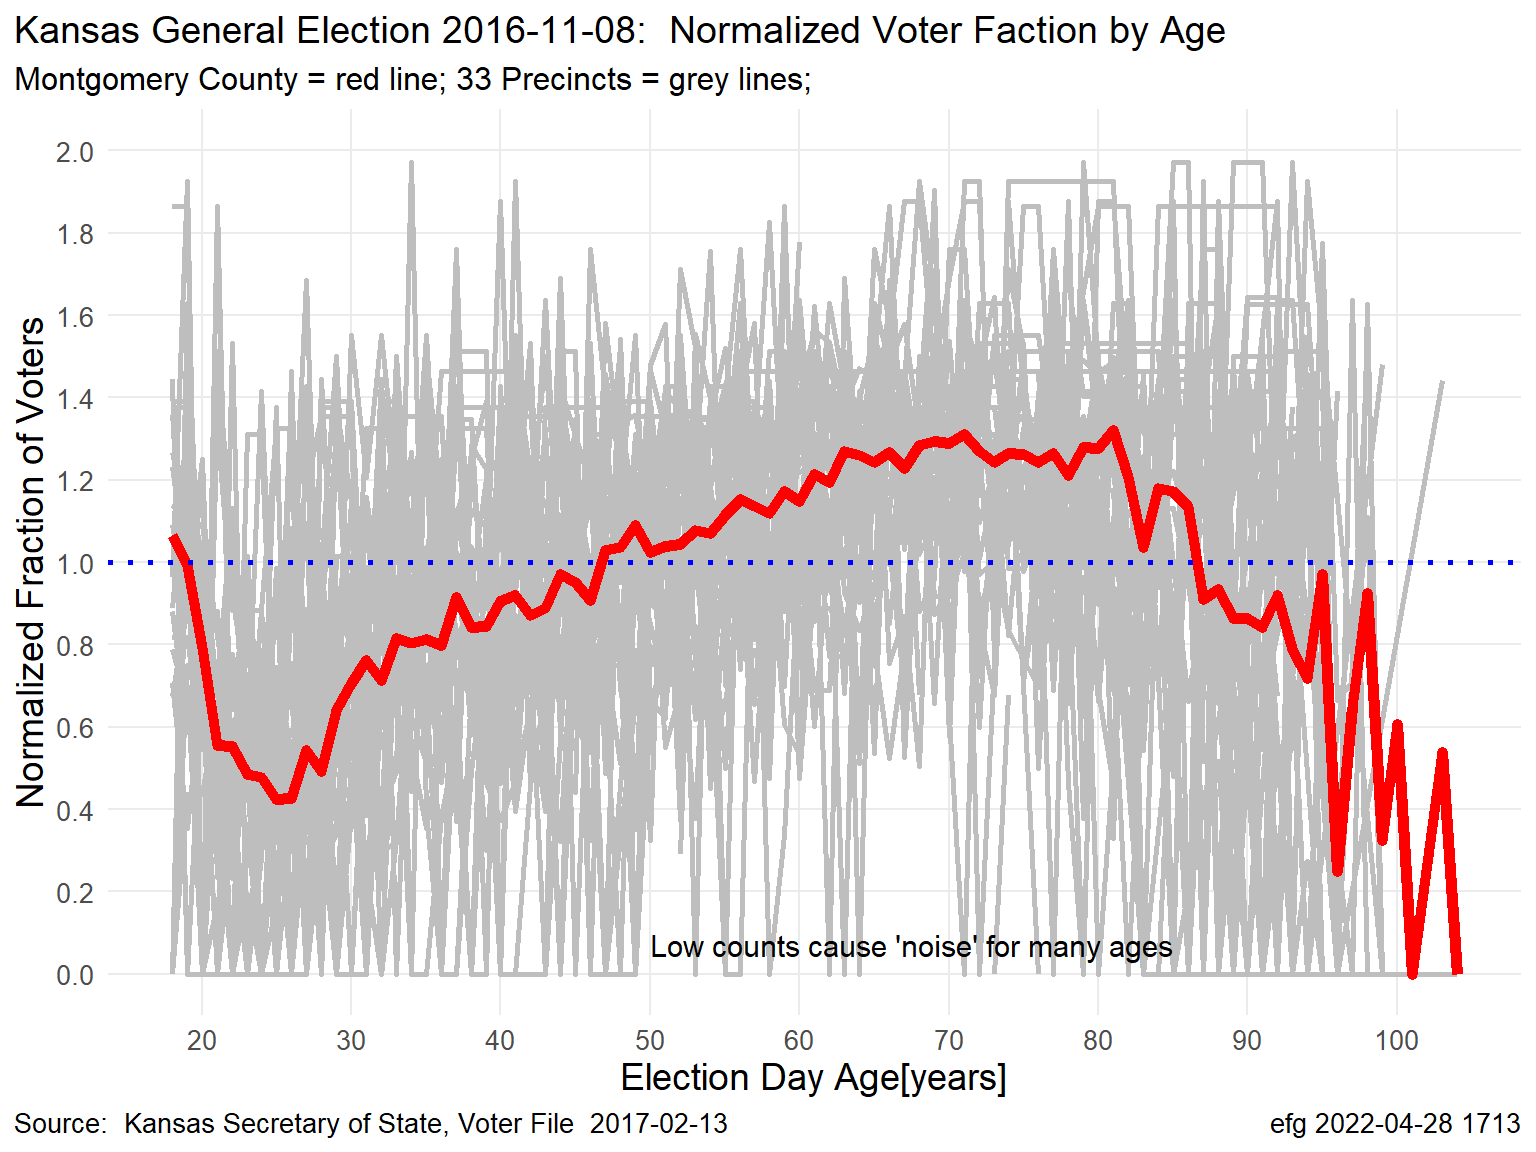 Kansas General Election 2016-11-08:  Normalized Voter Faction by Age
Montgomery County = red line; 33 Precincts = grey lines;
Normalized Fraction of Voters
2.0
1.8
1.6
1.4
1.2
1.0
0.8
0.6
0.4
0.2
0.0
Low counts cause 'noise' for many ages
20 30 40 50 60 70 80 90 100
Election Day Age[years]
Source:  Kansas Secretary of State, Voter File  2017-02-13
efg 2022-04-28 1713